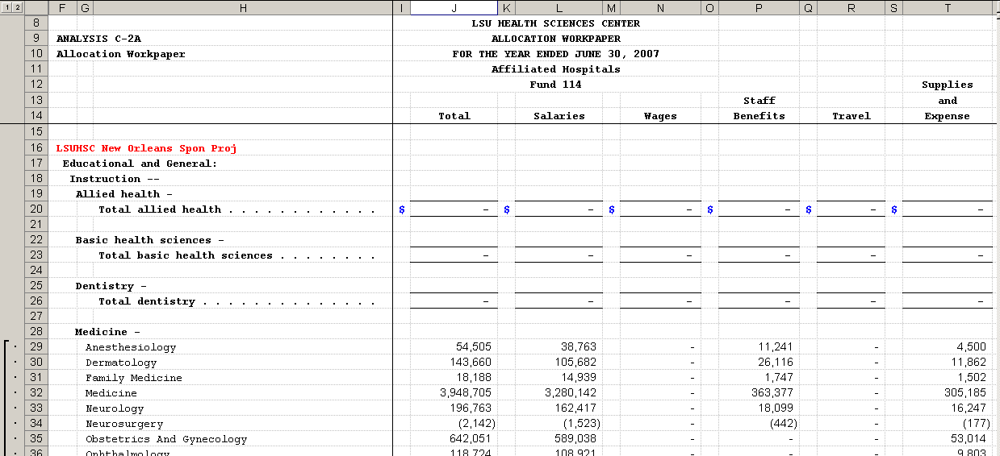 1 2 F G H I J K L M N O P Q R S T
8 LSU HEALTH SCIENCES CENTER
9 ANALYSIS C-2A ALLOCATION WORKPAPER
10 Allocation Workpaper FOR THE YEAR ENDED JUNE 30, 2007
11 Affiliated Hospitals
12 Fund 114 Supplies
13 Staff and
14 Total Salaries Wages Benefits Travel Expense
15
16 LSUHSC New Orleans Spon Proj
17 Educational and General:
18 Instruction --
19 Allied health -
20 Total allied health . . . . . . . . . . . . $ - $ - $ - $ - $ - $ -
21
22 Basic health sciences -
23 Total basic health sciences . . . . . . . . - - - - - -
24
25 Dentistry -
26 Total dentistry . . . . . . . . . . . . . . - - - - - -
27
28 Medicine -
29 Anesthesiology 54,505 38,763 - 11,241 - 4,500
30 Dermatology 143,660 105,682 - 26,116 - 11,862
31 Family Medicine 18,188 14,939 - 1,747 - 1,502
32 Medicine 3,948,705 3,280,142 - 363,377 - 305,185
33 Neurology 196,763 162,417 - 18,099 - 16,247
34 Neurosurgery (2,142) (1,523) - (442) - (177)
35 Obstetrics And Gynecology 642,051 589,038 - - - 53,014
36 Ophthalmology 118,724 108,921 - - - 9,803